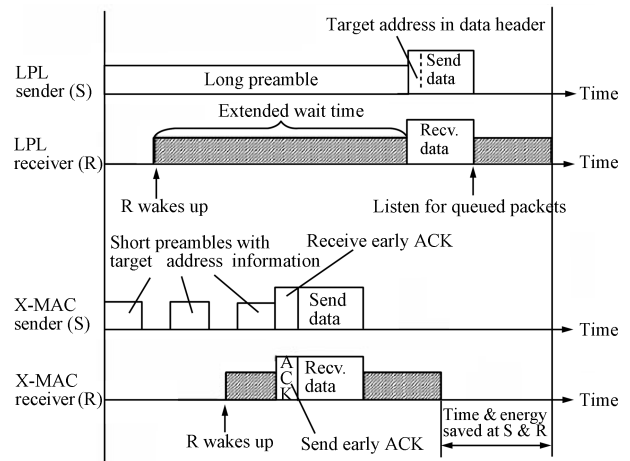 Target address in data header
LPL
sender (S)
Long preamble
Send
data
Time
Extended wait time
LPL
receiver (R)
Recv.
data
Time
R wakes up
Listen for queued packets
Short preambles with
target address information
Receive early ACK
X-MAC
sender (S)
Send
data
Time
X-MAC
receiver (R)
ACK
Recv.
data
Time
R wakes up
Send early ACK
Time & energy
saved at S & R